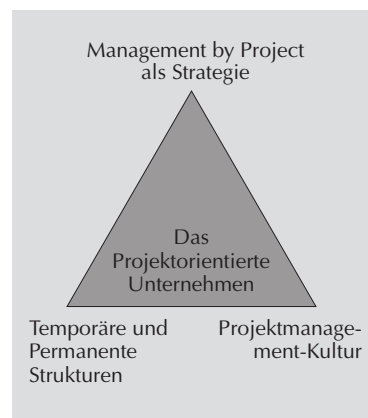 Management by Project
als Strategie
Das
Projektorientierte
Unternehmen
Temporäre und
Permanente
Strukturen
Projektmanage-
ment-Kultur